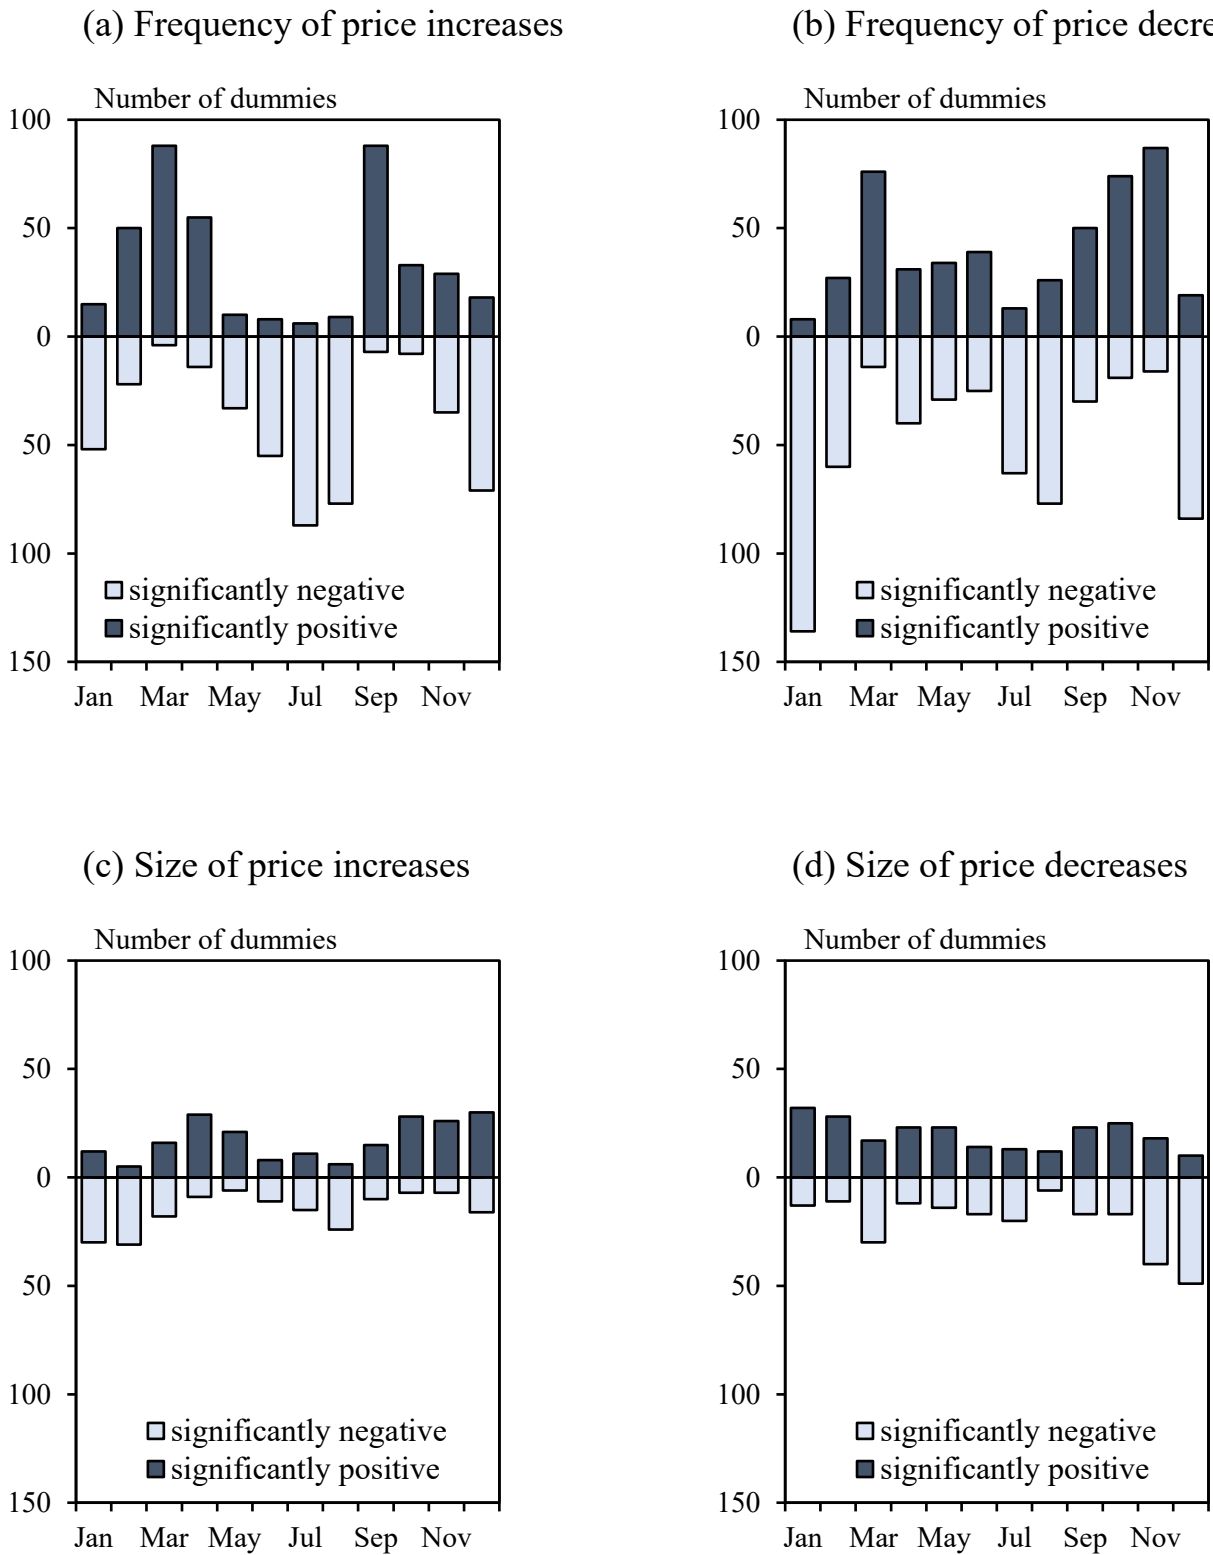 (a) Frequency of price increases
Number of dummies
100
50
0
50
100
150
significantly negative
significantly positive
Jan Mar May Jul Sep Nov
(b) Frequency of price decre
Number of dummies
100
50
0
50
100
150
significantly negative
significantly positive
Jan Mar May Jul Sep Nov
(c) Size of price increases
Number of dummies
100
50
0
50
100
150
significantly negative
significantly positive
Jan Mar May Jul Sep Nov
(d) Size of price decreases
Number of dummies
100
50
0
50
100
150
significantly negative
significantly positive
Jan Mar May Jul Sep Nov